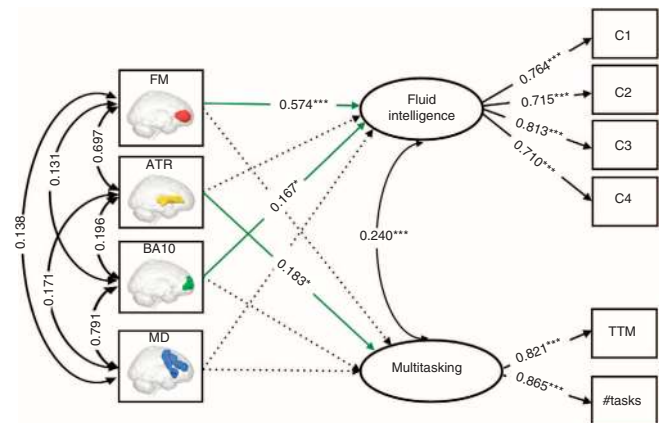 FM
ATR
BA10
MD
0.138
0.131
0.697
0.171
0.196
0.791
0.574***
0.167*
0.183*
Fluid
intelligence
0.240***
Multitasking
0.764***
0.715***
0.813***
0.710***
C1
C2
C3
C4
0.821***
0.865***
TTM
#tasks